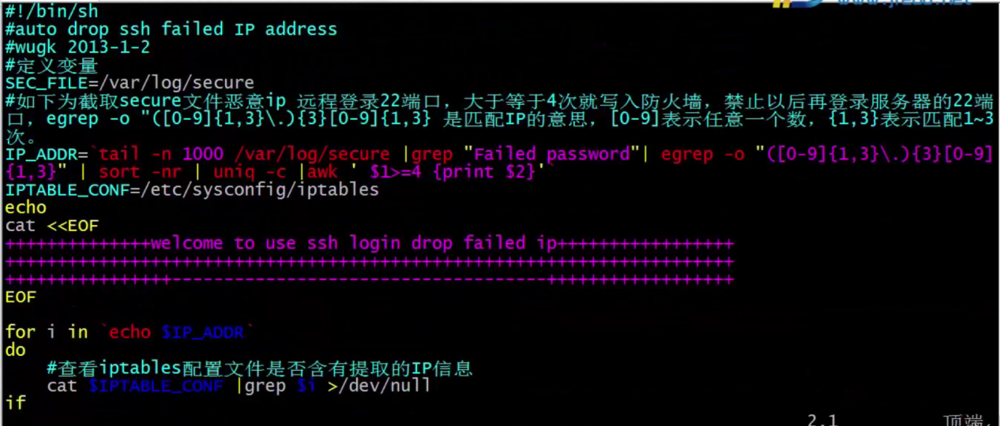 #!/bin/sh
#auto drop ssh failed IP address
#wugk 2013-1-2
#定义变量
SEC_FILE=/var/log/secure
#如下为截取secure文件恶意ip 远程登录22端口，大于等于4次就写入防火墙，禁止以后再登录服务器的22端
口，egrep -o "([0-9]{1,3}\.){3}[0-9]{1,3} 是匹配IP的意思，[0-9]表示任意一个数，{1,3}表示匹配1~3
次。
IP_ADDR=`tail -n 1000 /var/log/secure |grep "Failed password"| egrep -o "([0-9]{1,3}\.){3}[0-9]
{1,3}" | sort -nr | uniq -c |awk ' $1>=4 {print $2}'`
IPTABLE_CONF=/etc/sysconfig/iptables
echo
cat <<EOF
++++++++++++++welcome to use ssh login drop failed ip+++++++++++++++++
++++++++++++++++++++++++++++++++++++++++++++++++++++++++++++++++++++++
++++++++++++++++------------------------------------++++++++++++++++++
EOF
for i in `echo $IP_ADDR`
do
    #查看iptables配置文件是否含有提取的IP信息
    cat $IPTABLE_CONF |grep $i >/dev/null
if
2,1 顶端